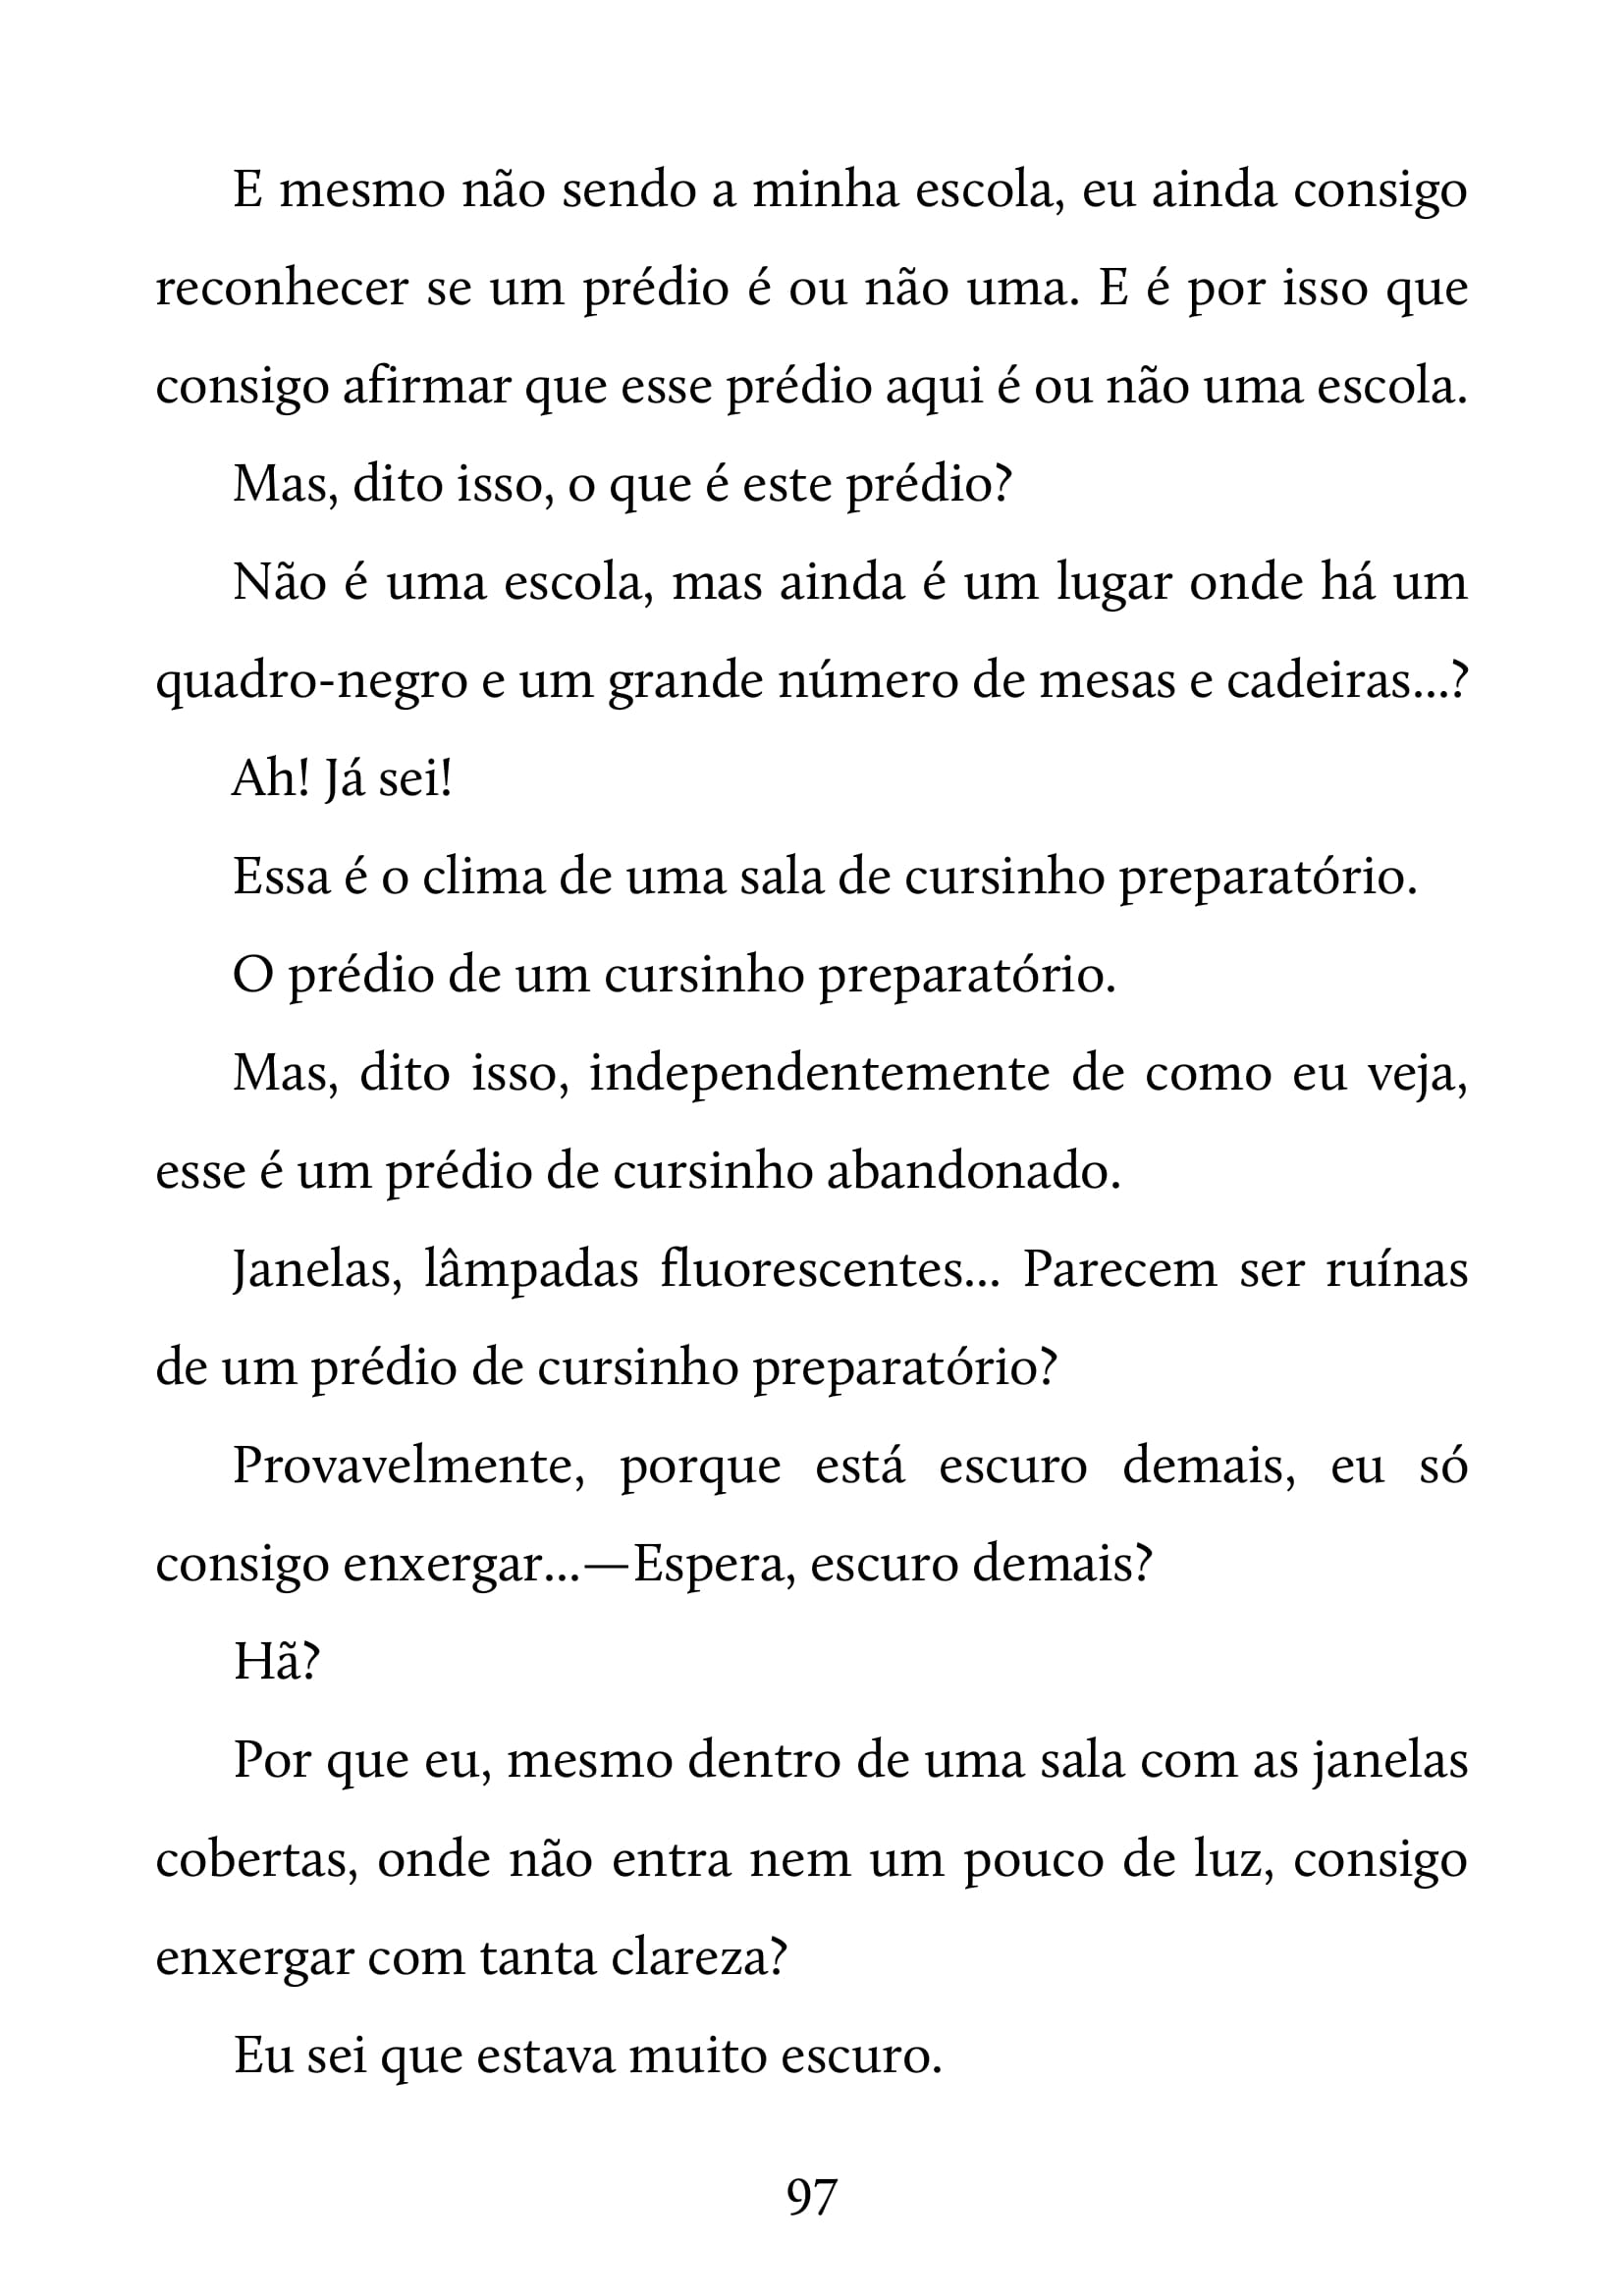 E mesmo não sendo a minha escola, eu ainda consigo
reconhecer se um prédio é ou não uma. E é por isso que
consigo afirmar que esse prédio aqui é ou não uma escola.
Mas, dito isso, o que é este prédio?
Não é uma escola, mas ainda é um lugar onde há um
quadro-negro e um grande número de mesas e cadeiras...?
Ah! Já sei!
Essa é o clima de uma sala de cursinho preparatório.
O prédio de um cursinho preparatório.
Mas, dito isso, independentemente de como eu veja,
esse é um prédio de cursinho abandonado.
Janelas, lâmpadas fluorescentes... Parecem ser ruínas
de um prédio de cursinho preparatório?
Provavelmente, porque está escuro demais, eu só
consigo enxergar...—Espera, escuro demais?
Hã?
Por que eu, mesmo dentro de uma sala com as janelas
cobertas, onde não entra nem um pouco de luz, consigo
enxergar com tanta clareza?
Eu sei que estava muito escuro.
97